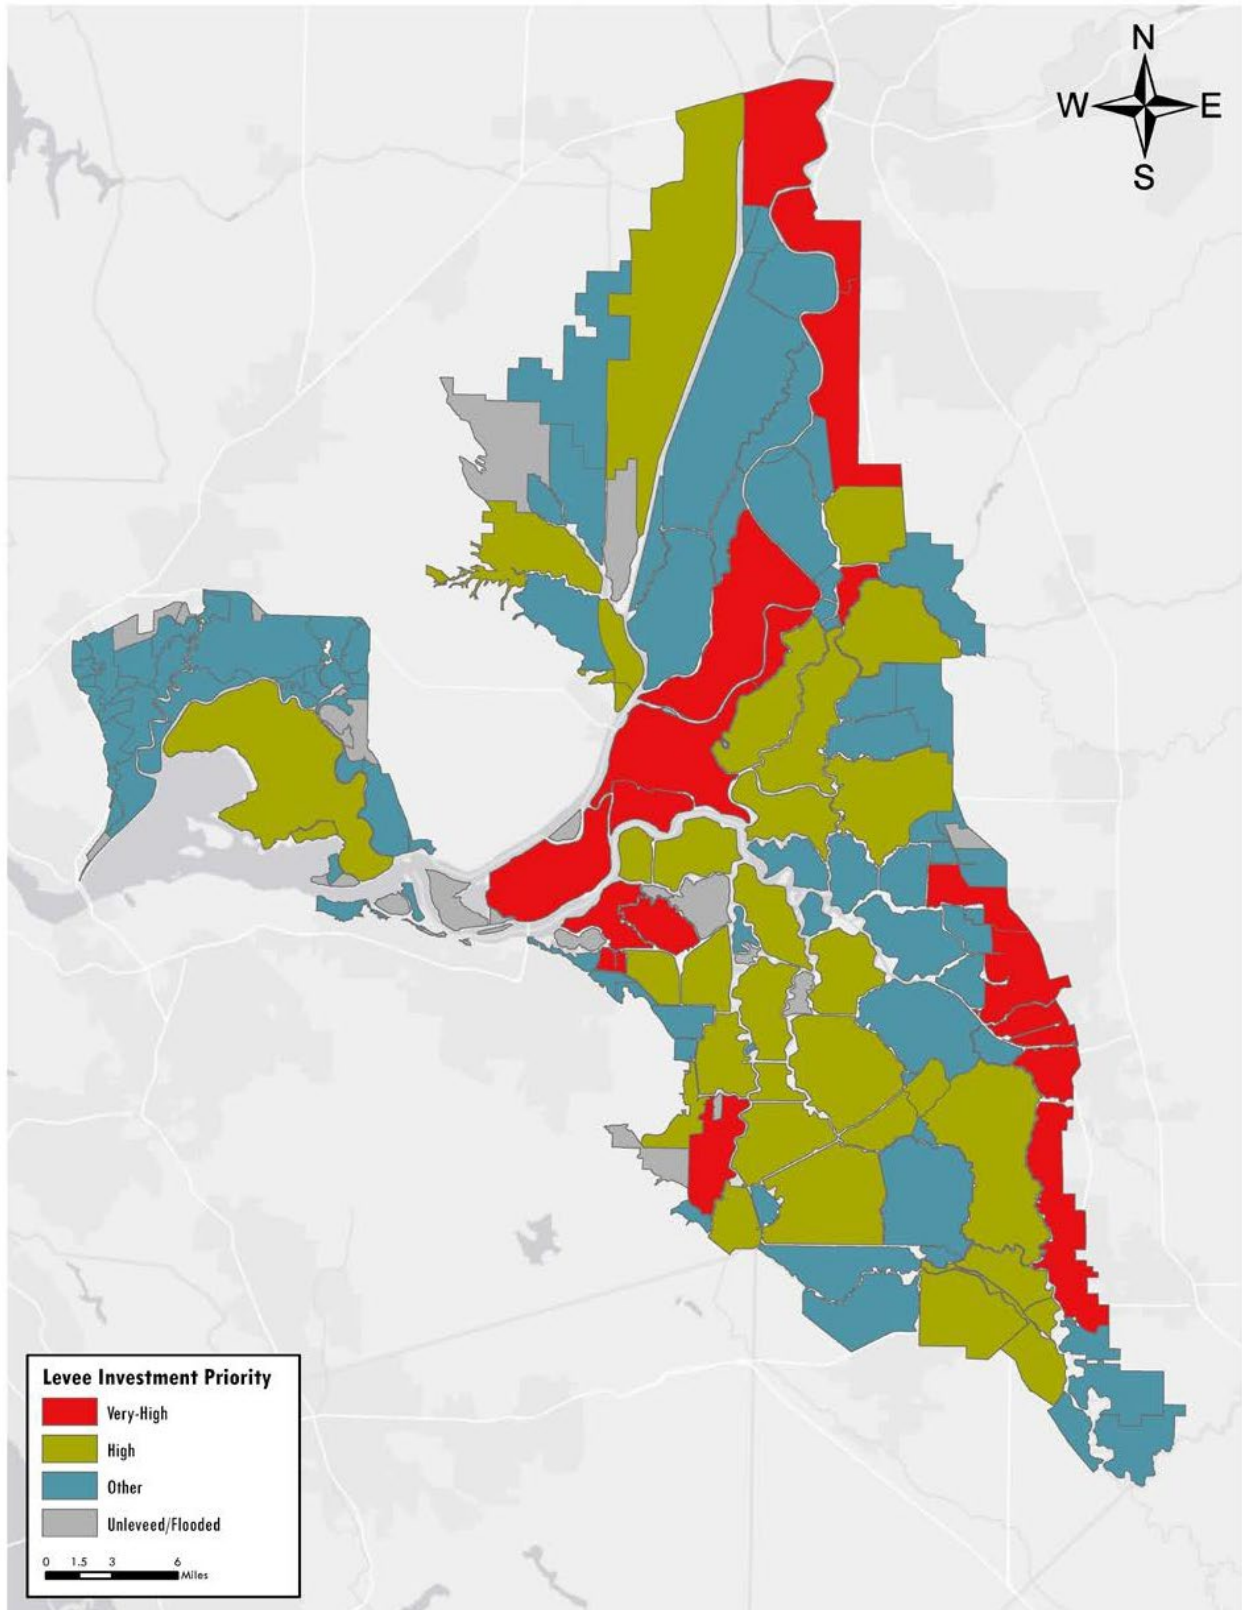 N
W E
S
Levee Investment Priority
Very-High
High
Other
Unleveed/Flooded
0 1.5 3 6
Miles